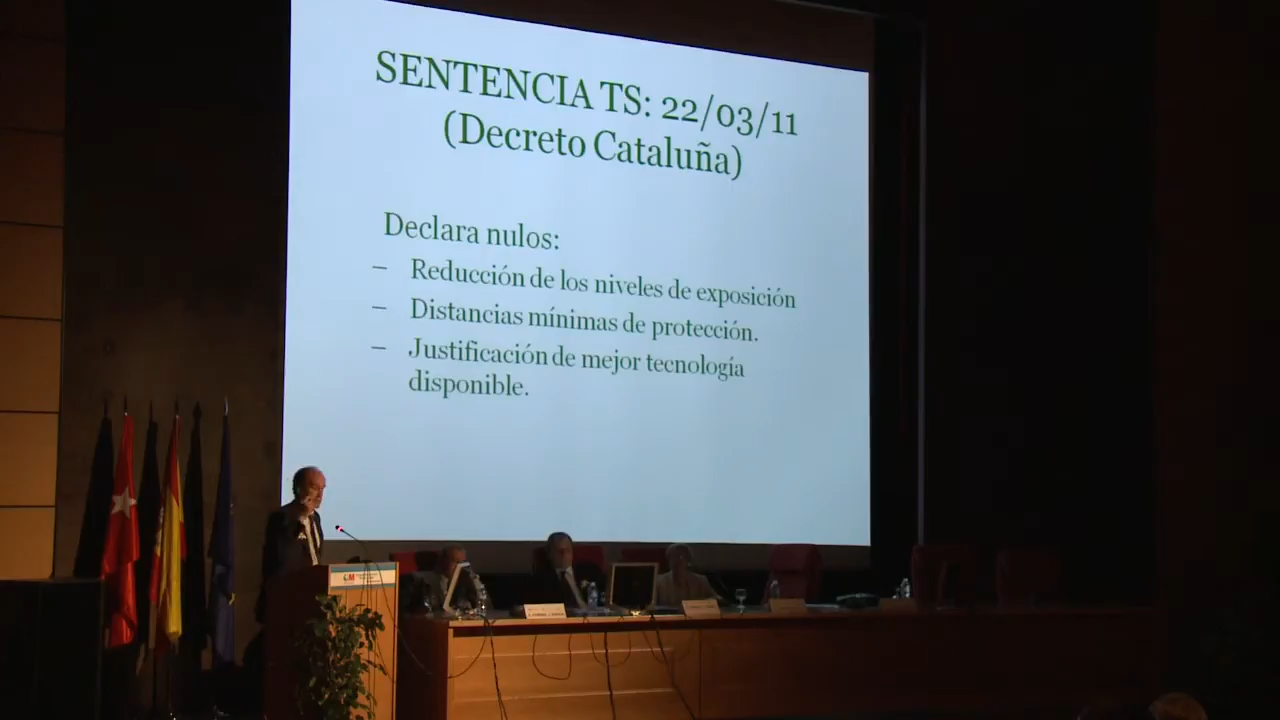 SENTENCIA TS: 22/03/11
(Decreto Cataluña)
Declara nulos:
– Reducción de los niveles de exposición
– Distancias mínimas de protección.
– Justificación de mejor tecnología
disponible.